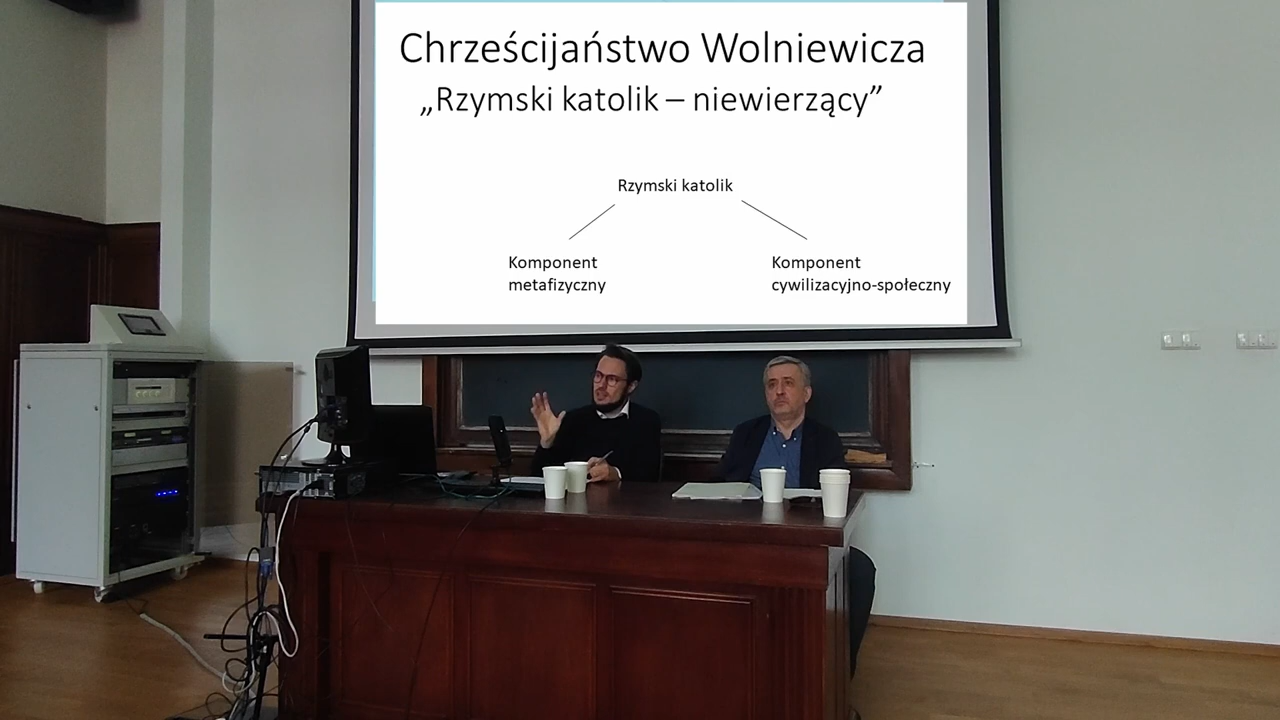 Chrześcijaństwo Wolniewicza
„Rzymski katolik – niewierzący”
Rzymski katolik
Komponent
metafizyczny
Komponent
cywilizacyjno-społeczny